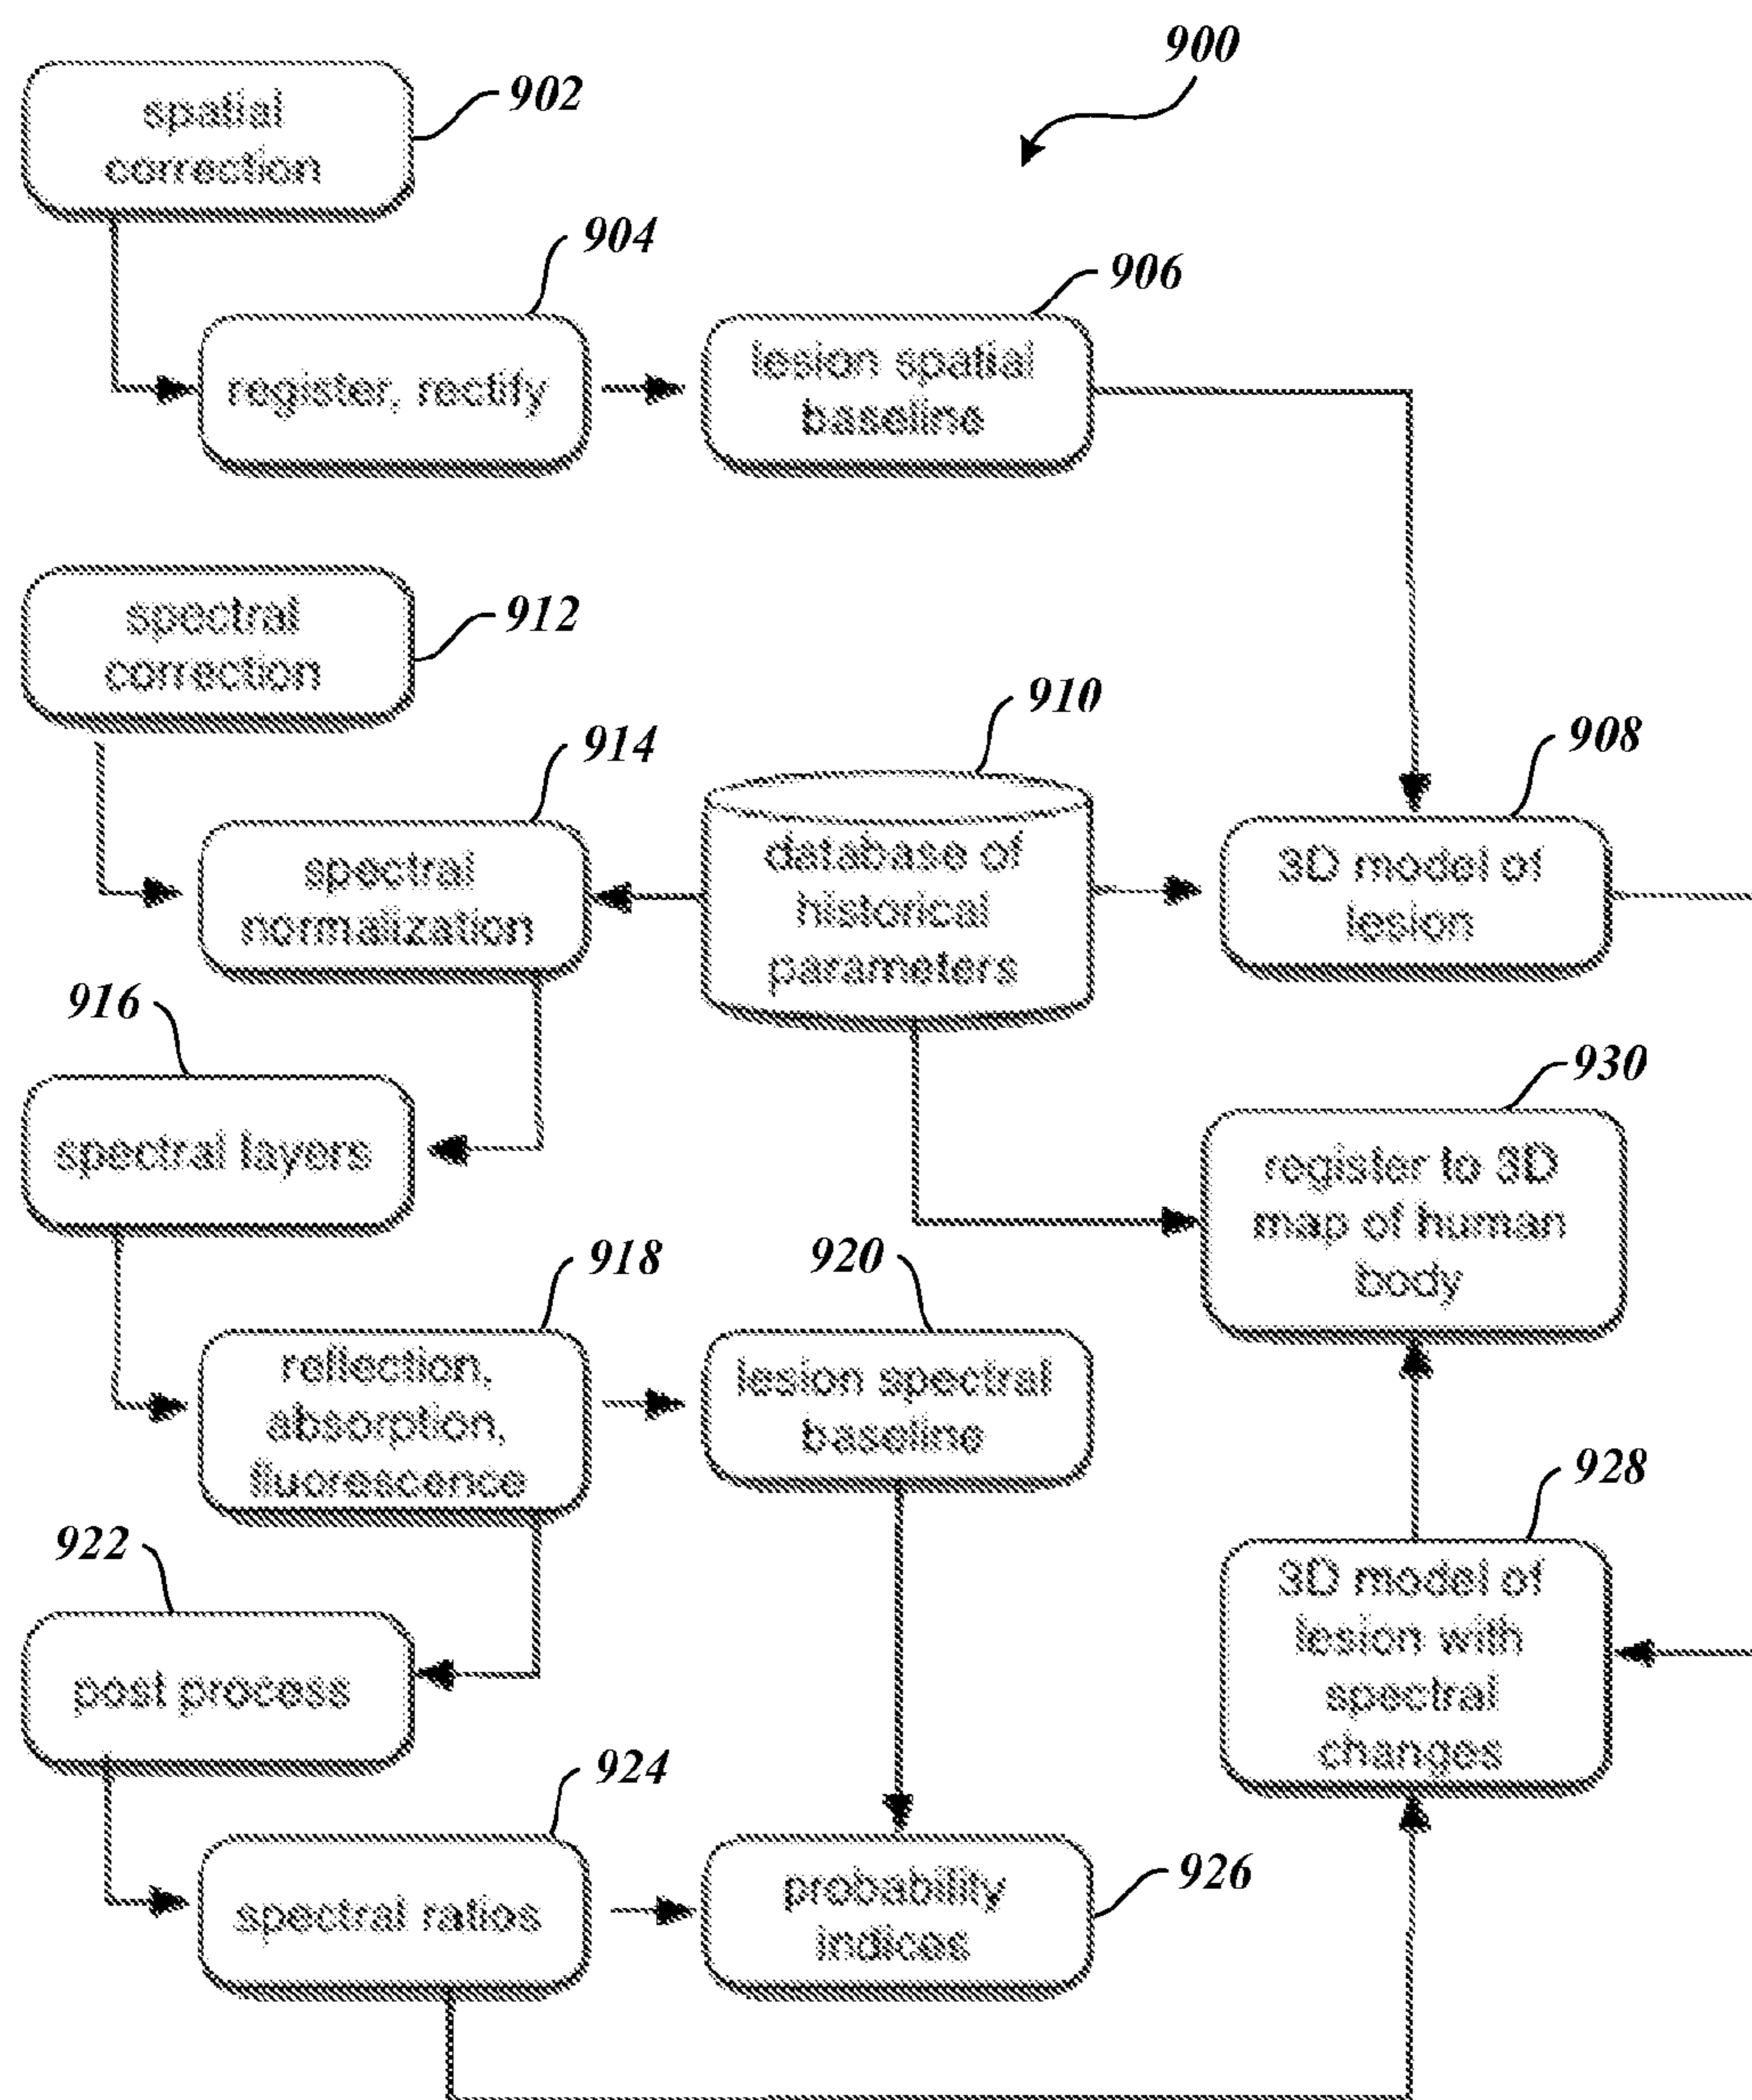 900
902
spatial
correction
904
register, rectify
906
lesion spatial
baseline
912
spectral
correction
914
spectral
normalization
910
database of
historical
parameters
908
3D model of
lesion
916
spectral layers
930
register to 3D
map of human
body
918
reflection,
absorption,
fluorescence
920
lesion spectral
baseline
922
post process
928
3D model of
lesion with
spectral
changes
924
spectral ratios
926
probability
indices